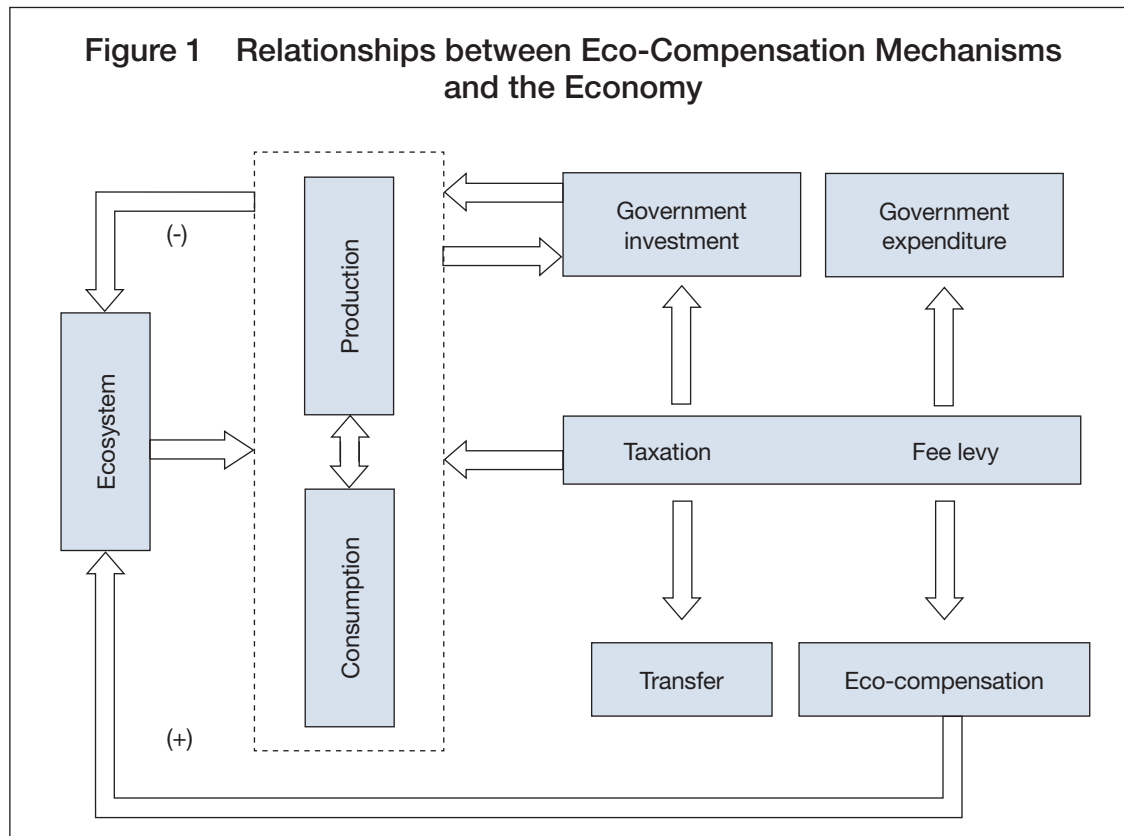 Figure 1 Relationships between Eco-Compensation Mechanisms
and the Economy
(-)
Ecosystem
(+)
Production
Consumption
Government
investment
Government
expenditure
Taxation
Fee levy
Transfer
Eco-compensation